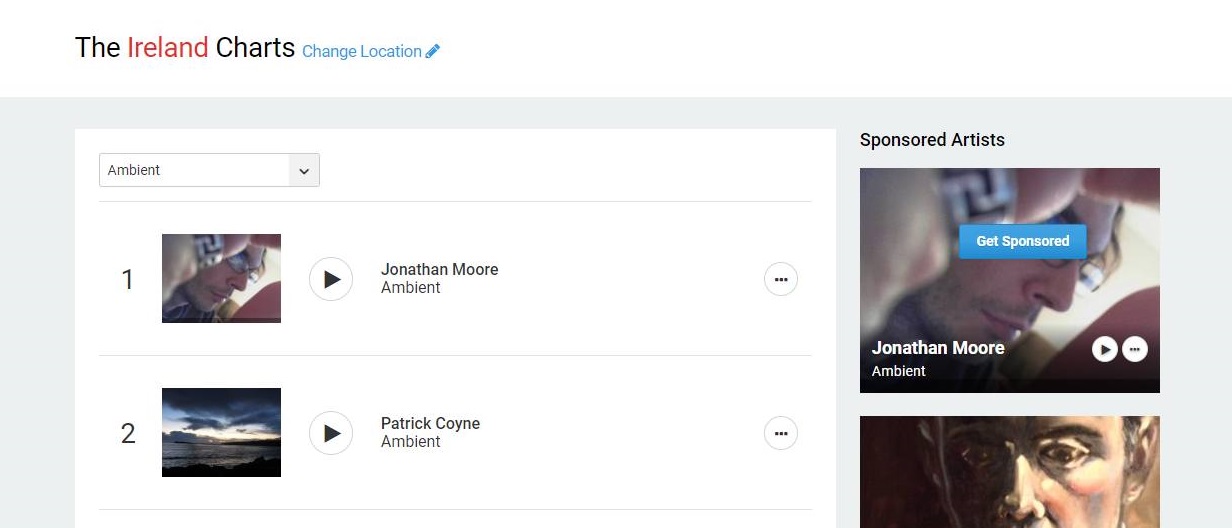 The Ireland Charts Change Location
Ambient
1
Jonathan Moore
Ambient
2
Patrick Coyne
Ambient
Sponsored Artists
Get Sponsored
Jonathan Moore
Ambient